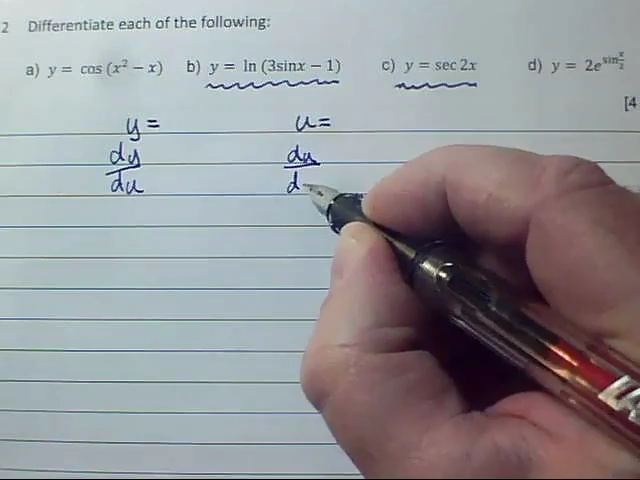 2 Differentiate each of the following:
a) y = cos (x² − x) b) y = ln (3sinx − 1) c) y = sec 2x d) y = 2e^{sin x/2}
[4
y = u =
dy/du du/d